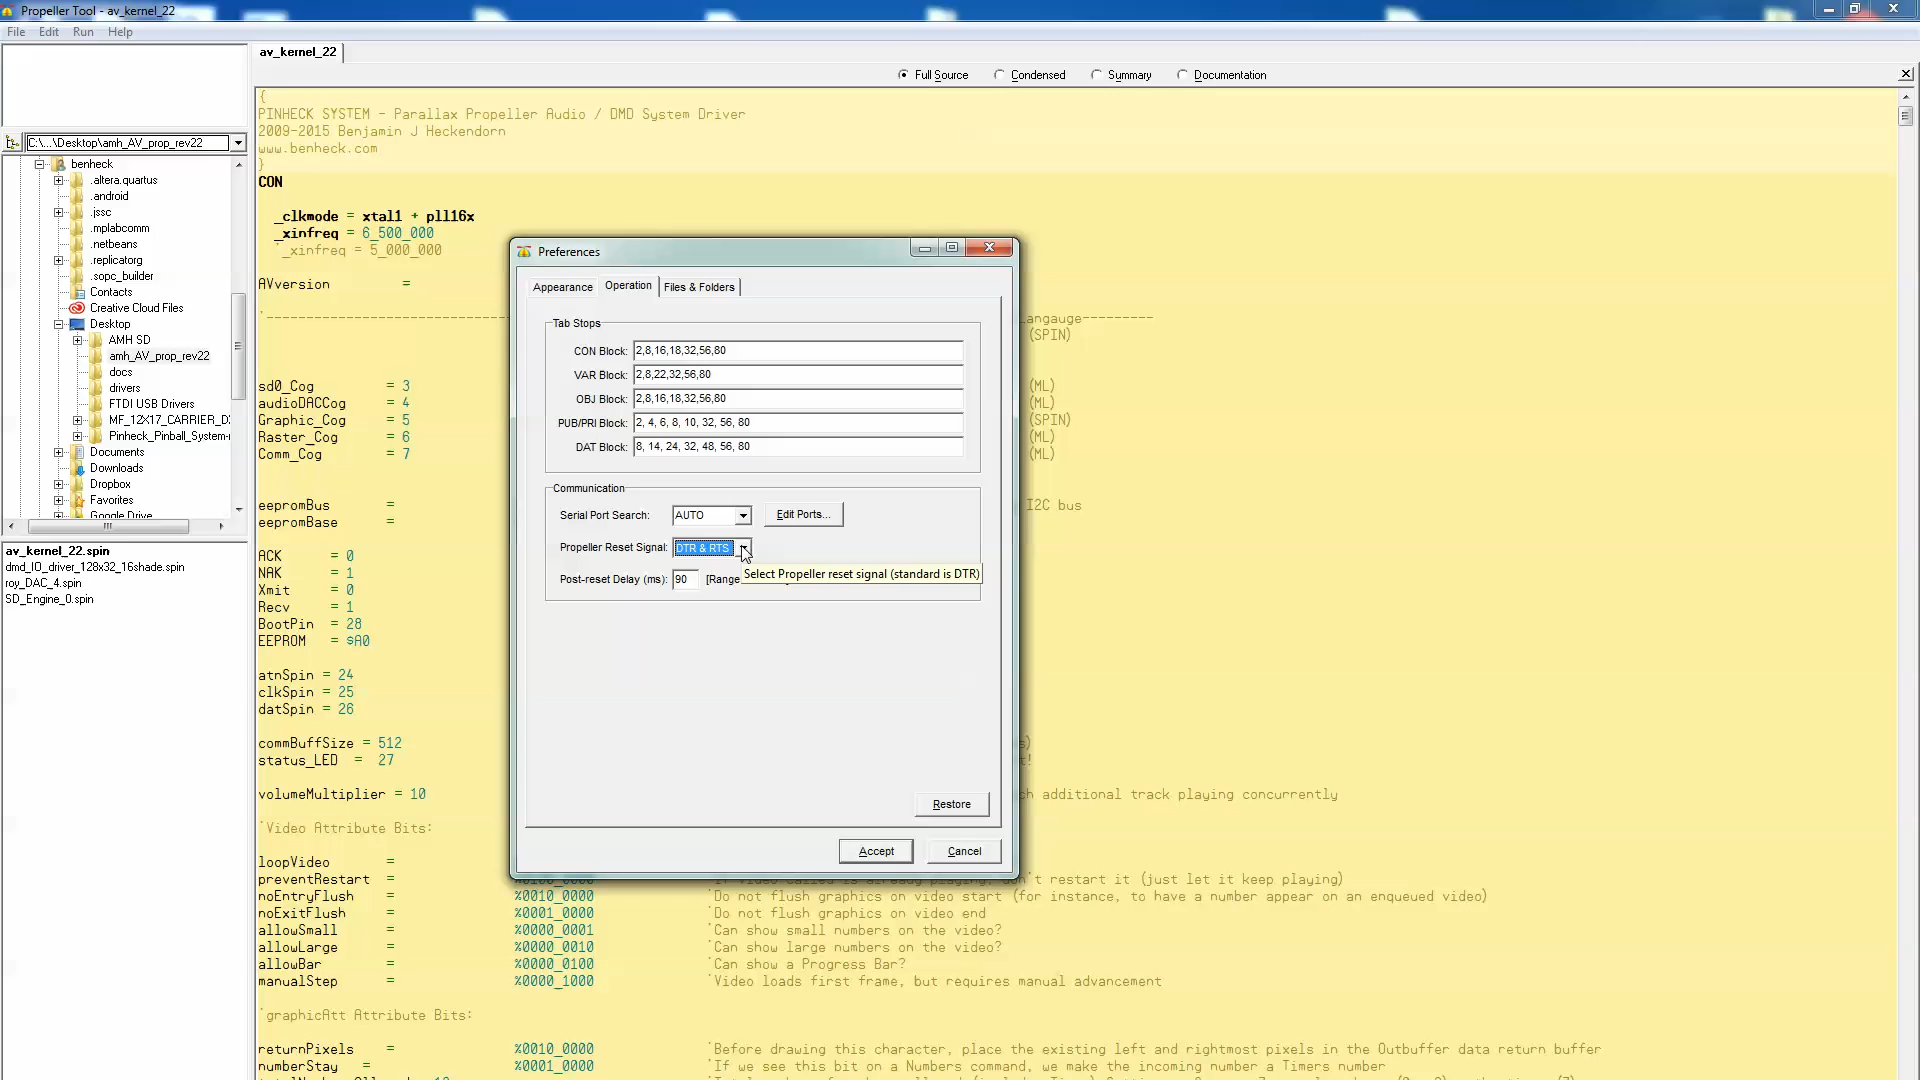 Propeller Tool - av_kernel_22
File Edit Run Help
av_kernel_22
Full Source Condensed Summary Documentation
C:\...\Desktop\amh_AV_prop_rev22
benheck
.altera.quartus
.android
.jssc
.mplabcomm
.netbeans
.replicatorg
.sopc_builder
Contacts
Creative Cloud Files
Desktop
AMH SD
amh_AV_prop_rev22
docs
drivers
FTDI USB Drivers
MF_12X17_CARRIER_D
Pinheck_Pinball_System-
Documents
Downloads
Dropbox
Favorites
Google Drive
av_kernel_22.spin
dmd_IO_driver_128x32_16shade.spin
roy_DAC_4.spin
SD_Engine_0.spin
{
PINHECK SYSTEM - Parallax Propeller Audio / DMD System Driver
2009-2015 Benjamin J Heckendorn
www.benheck.com
}
CON
_clkmode = xtal1 + pll16x
_xinfreq = 6_500_000
'_xinfreq = 5_000_000
AVversion =
'------------------------------ langauge---------
(SPIN)
sd0_Cog = 3 (ML)
audioDACCog = 4 (ML)
Graphic_Cog = 5 (SPIN)
Raster_Cog = 6 (ML)
Comm_Cog = 7 (ML)
eepromBus = I2C bus
eepromBase =
ACK = 0
NAK = 1
Xmit = 0
Recv = 1
BootPin = 28
EEPROM = $A0
atnSpin = 24
clkSpin = 25
datSpin = 26
commBuffSize = 512 s)
status_LED = 27 t!
volumeMultiplier = 10 ch additional track playing concurrently
'Video Attribute Bits:
loopVideo =
preventRestart = %0100_0000 'If video called is already playing, don't restart it (just let it keep playing)
noEntryFlush = %0010_0000 'Do not flush graphics on video start (for instance, to have a number appear on an enqueued video)
noExitFlush = %0001_0000 'Do not flush graphics on video end
allowSmall = %0000_0001 'Can show small numbers on the video?
allowLarge = %0000_0010 'Can show large numbers on the video?
allowBar = %0000_0100 'Can show a Progress Bar?
manualStep = %0000_1000 'Video loads first frame, but requires manual advancement
'graphicAtt Attribute Bits:
returnPixels = %0010_0000 'Before drawing this character, place the existing left and rightmost pixels in the Outbuffer data return buffer
numberStay = %0001_0000 'If we see this bit on a Numbers command, we make the incoming number a Timers number
Preferences
Appearance Operation Files & Folders
Tab Stops
CON Block: 2,8,16,18,32,56,80
VAR Block: 2,8,22,32,56,80
OBJ Block: 2,8,16,18,32,56,80
PUB/PRI Block: 2, 4, 6, 8, 10, 32, 56, 80
DAT Block: 8, 14, 24, 32, 48, 56, 80
Communication
Serial Port Search: AUTO Edit Ports...
Propeller Reset Signal: DTR & RTS
Post-reset Delay (ms): 90 [Range
Select Propeller reset signal (standard is DTR)
Restore
Accept Cancel